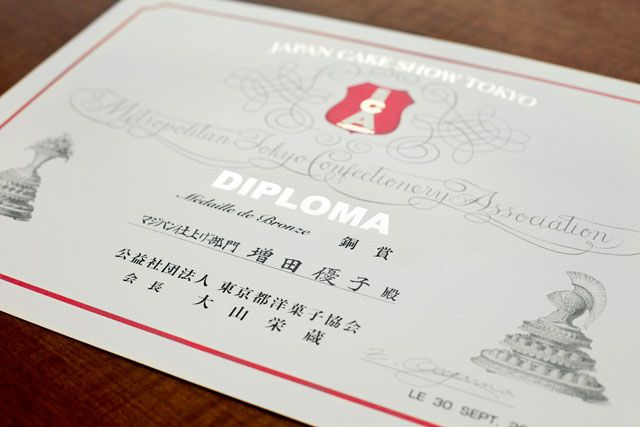 JAPAN CAKE SHOW TOKYO
Metropolitan Tokyo Confectionery Association
DIPLOMA
Médaille de Bronze 銅賞
マジパン仕上げ部門 増田優子 殿
公益社団法人 東京都洋菓子協会
会長 大山栄蔵
LE 30 SEPT.